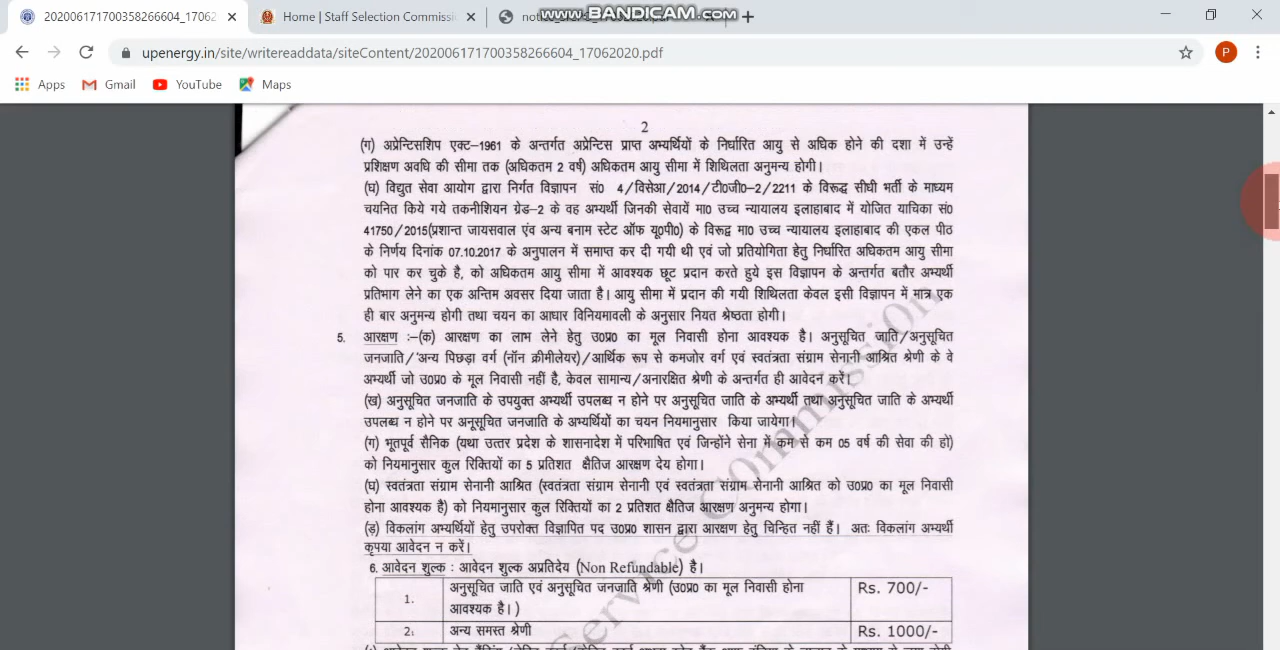 20200617170035826​6604_17062
Home | Staff Selection Commissi
www.BANDICAM.com
upenergy.in/site/writereaddata/siteContent/202006171700358266604_17062020.pdf
P
Apps
Gmail
YouTube
Maps
2
(ग) अप्रेन्टिसशिप एक्ट–1961 के अन्तर्गत अप्रेन्टिस प्राप्त अभ्यर्थियों के निर्धारित आयु से अधिक होने की दशा में उन्हें
प्रशिक्षण अवधि की सीमा तक (अधिकतम 2 वर्ष) अधिकतम आयु सीमा में शिथिलता अनुमन्य होगी।
(घ) विद्युत सेवा आयोग द्वारा निर्गत विज्ञापन सं0 4/विसेआ/2014/टी0जी0–2/2211 के विरूद्ध सीधी भर्ती के माध्यम
चयनित किये गये तकनीशियन ग्रेड–2 के वह अभ्यर्थी जिनकी सेवायें मा0 उच्च न्यायालय इलाहाबाद में योजित याचिका सं0
41750/2015(प्रशान्त जायसवाल एंव अन्य बनाम स्टेट ऑफ यू0पी0) के विरूद्व मा0 उच्च न्यायालय इलाहाबाद की एकल पीठ
के निर्णय दिनांक 07.10.2017 के अनुपालन में समाप्त कर दी गयी थी एवं जो प्रतियोगिता हेतु निर्धारित अधिकतम आयु सीमा
को पार कर चुके है, को अधिकतम आयु सीमा में आवश्यक छूट प्रदान करते हुये इस विज्ञापन के अन्तर्गत बतौर अभ्यर्थी
प्रतिभाग लेने का एक अन्तिम अवसर दिया जाता है। आयु सीमा में प्रदान की गयी शिथिलता केवल इसी विज्ञापन में मात्र एक
ही बार अनुमन्य होगी तथा चयन का आधार विनियमावली के अनुसार नियत श्रेष्ठता होगी।
5. आरक्षण :–(क) आरक्षण का लाभ लेने हेतु उ0प्र0 का मूल निवासी होना आवश्यक है। अनुसूचित जाति/अनुसूचित
जनजाति/अन्य पिछड़ा वर्ग (नॉन क्रीमीलेयर)/आर्थिक रूप से कमजोर वर्ग एवं स्वतंत्रता संग्राम सेनानी आश्रित श्रेणी के वे
अभ्यर्थी जो उ0प्र0 के मूल निवासी नहीं है, केवल सामान्य/अनारक्षित श्रेणी के अन्तर्गत ही आवेदन करें।
(ख) अनुसूचित जनजाति के उपयुक्त अभ्यर्थी उपलब्ध न होने पर अनुसूचित जाति के अभ्यर्थी तथा अनुसूचित जाति के अभ्यर्थी
उपलब्ध न होने पर अनूसूचित जनजाति के अभ्यर्थियों का चयन नियमानुसार किया जायेगा।
(ग) भूतपूर्व सैनिक (यथा उत्तर प्रदेश के शासनादेश में परिभाषित एवं जिन्होंने सेना में कम से कम 05 वर्ष की सेवा की हो)
को नियमानुसार कुल रिक्तियों का 5 प्रतिशत क्षैतिज आरक्षण देय होगा।
(घ) स्वतंत्रता संग्राम सेनानी आश्रित (स्वतंत्रता संग्राम सेनानी एवं स्वतंत्रता संग्राम सेनानी आश्रित को उ0प्र0 का मूल निवासी
होना आवश्यक है) को नियमानुसार कुल रिक्तियों का 2 प्रतिशत क्षैतिज आरक्षण अनुमन्य होगा।
(ड़) विकलांग अभ्यर्थियों हेतु उपरोक्त विज्ञापित पद उ0प्र0 शासन द्वारा आरक्षण हेतु चिन्हित नहीं हैं। अतः विकलांग अभ्यर्थी
कृपया आवेदन न करें।
6. आवेदन शुल्क : आवेदन शुल्क अप्रतिदेय (Non Refundable) है।
1. अनुसूचित जाति एवं अनुसूचित जनजाति श्रेणी (उ0प्र0 का मूल निवासी होना Rs. 700/-
आवश्यक है।)
2. अन्य समस्त श्रेणी Rs. 1000/-
Service Commission